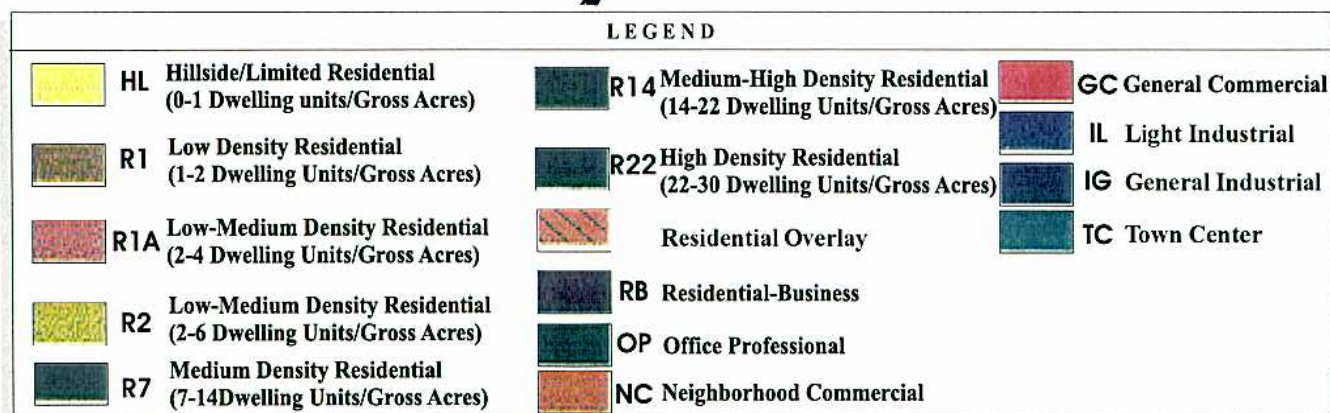 LEGEND
HL Hillside/Limited Residential
(0-1 Dwelling units/Gross Acres)
R1 Low Density Residential
(1-2 Dwelling Units/Gross Acres)
R1A Low-Medium Density Residential
(2-4 Dwelling Units/Gross Acres)
R2 Low-Medium Density Residential
(2-6 Dwelling Units/Gross Acres)
R7 Medium Density Residential
(7-14Dwelling Units/Gross Acres)
R14 Medium-High Density Residential
(14-22 Dwelling Units/Gross Acres)
R22 High Density Residential
(22-30 Dwelling Units/Gross Acres)
Residential Overlay
RB Residential-Business
OP Office Professional
NC Neighborhood Commercial
GC General Commercial
IL Light Industrial
IG General Industrial
TC Town Center